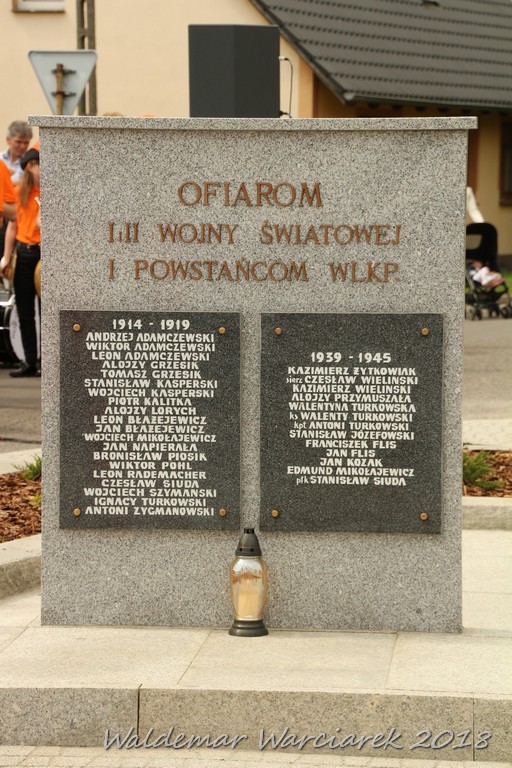 OFIAROM
I i II WOJNY ŚWIATOWEJ
I POWSTAŃCOM WLKP.
1914 - 1919
ANDRZEJ ADAMCZEWSKI
WIKTOR ADAMCZEWSKI
LEON ADAMCZEWSKI
ALOJZY GRZESIK
TOMASZ GRZESIK
STANISŁAW KASPERSKI
WOJCIECH KASPERSKI
PIOTR KALITKA
ALOJZY LORYCH
LEON BŁAŻEJEWICZ
JAN BŁAŻEJEWICZ
WOJCIECH MIKOŁAJEWICZ
JAN NAPIERAŁA
BRONISŁAW PIOSIK
WIKTOR POHL
LEON RADEMACHER
CZESŁAW SIUDA
WOJCIECH SZYMAŃSKI
IGNACY TURKOWSKI
ANTONI ZYGMANOWSKI
1939 - 1945
KAZIMIERZ ŻYTKOWIAK
sierż CZESŁAW WIELIŃSKI
KAZIMIERZ WIELIŃSKI
ALOJZY PRZYMUSZAŁA
WALENTYNA TURKOWSKA
ks WALENTY TURKOWSKI
kpt ANTONI TURKOWSKI
STANISŁAW JÓZEFOWSKI
FRANCISZEK FLIS
JAN FLIS
JAN KOZAK
EDMUND MIKOŁAJEWICZ
ppłk STANISŁAW SIUDA
Waldemar Warciarek 2018